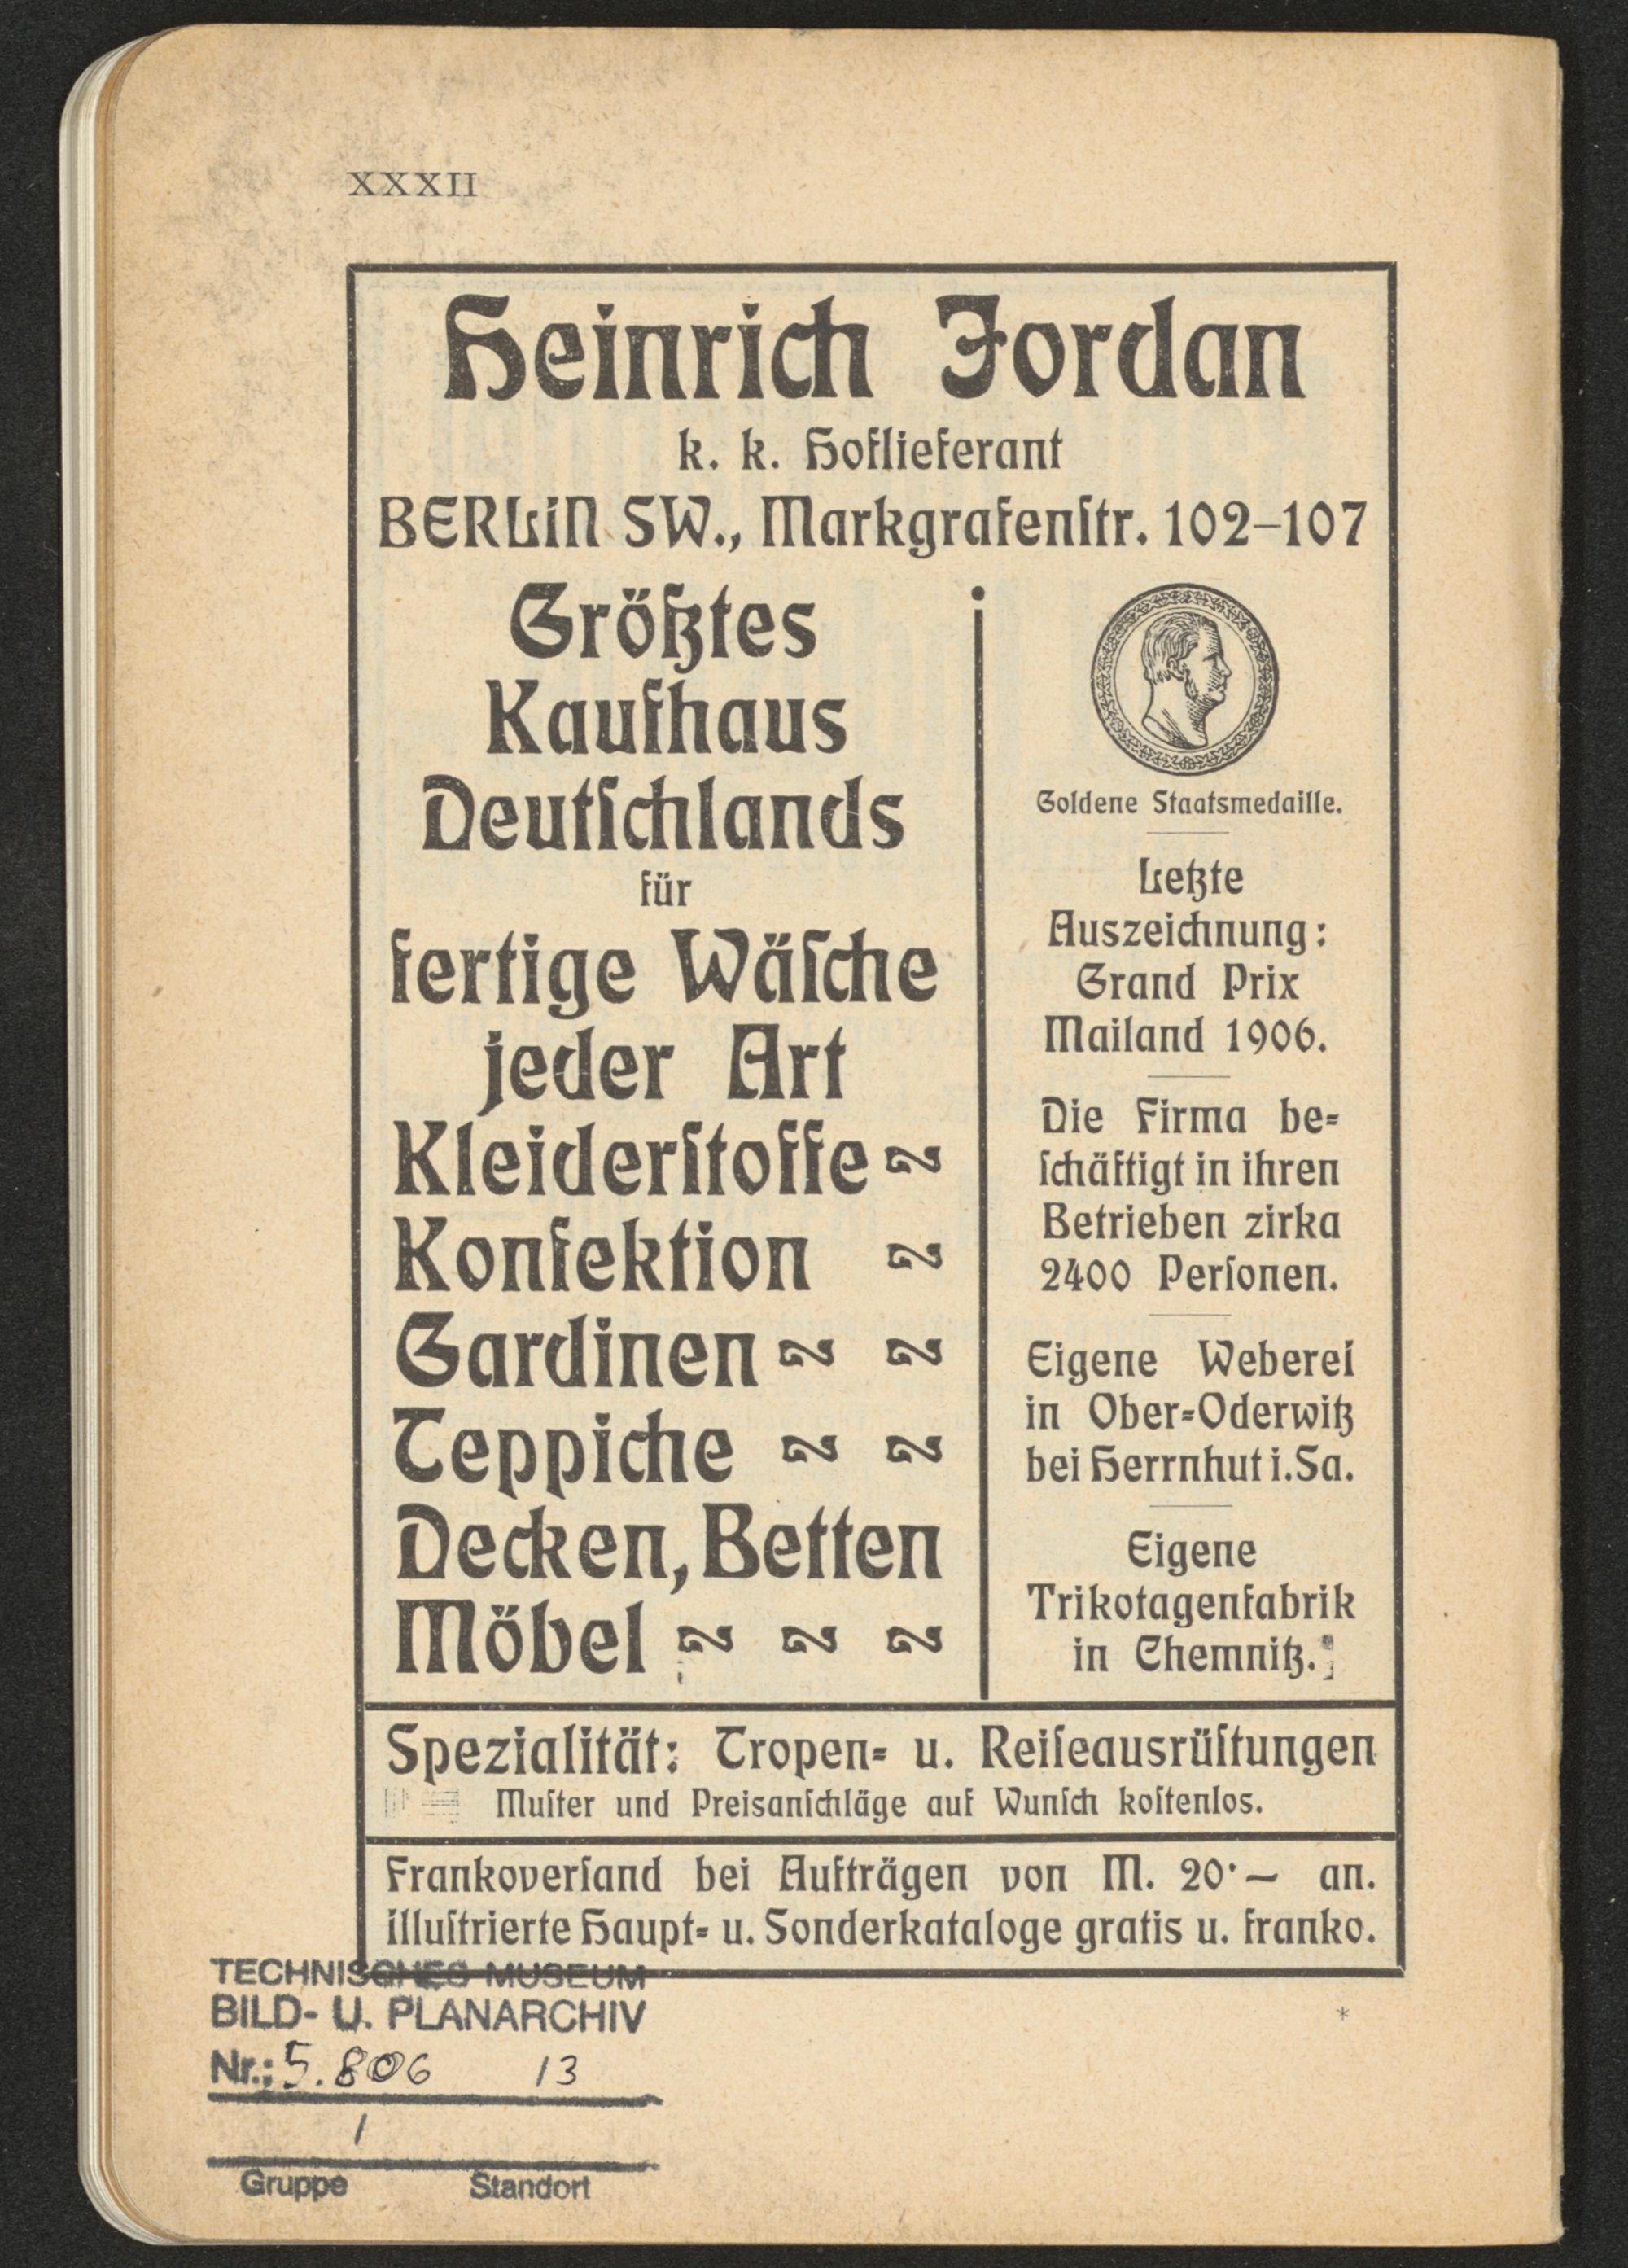 XXXII
Heinrich Jordan
k. k. Hoflieferant
BERLIN SW., Markgrafenſtr. 102–107
Größtes
Kaufhaus
Deutſchlands
für
fertige Wäſche
jeder Art
Kleiderſtoffe
Konfektion
Gardinen
Teppiche
Decken, Betten
Möbel
Goldene Staatsmedaille.
Letzte
Auszeichnung:
Grand Prix
Mailand 1906.
Die Firma be=
ſchäftigt in ihren
Betrieben zirka
2400 Perſonen.
Eigene Weberei
in Ober=Oderwitz
bei Herrnhut i. Sa.
Eigene
Trikotagenfabrik
in Chemnitz.
Spezialität: Tropen= u. Reiſeausrüſtungen
Muſter und Preisanſchläge auf Wunſch koſtenlos.
Frankoverſand bei Aufträgen von M. 20·— an.
Illuſtrierte Haupt= u. Sonderkataloge gratis u. franko.
TECHNISCHES MUSEUM
BILD- U. PLANARCHIV
Nr.: 5.806 13
1
Gruppe Standort
*